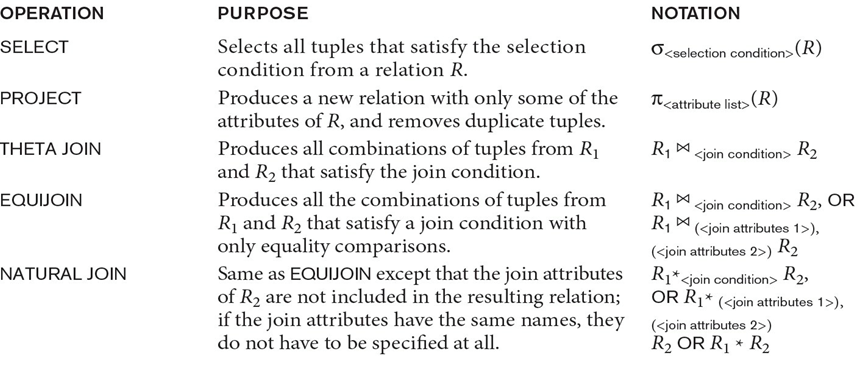 OPERATION PURPOSE NOTATION
SELECT Selects all tuples that satisfy the selection σ<selection condition>(R)
condition from a relation R.
PROJECT Produces a new relation with only some of the π<attribute list>(R)
attributes of R, and removes duplicate tuples.
THETA JOIN Produces all combinations of tuples from R1 R1 ⋈ <join condition> R2
and R2 that satisfy the join condition.
EQUIJOIN Produces all the combinations of tuples from R1 ⋈ <join condition> R2, OR
R1 and R2 that satisfy a join condition with R1 ⋈ (<join attributes 1>),
only equality comparisons. (<join attributes 2>) R2
NATURAL JOIN Same as EQUIJOIN except that the join attributes R1*<join condition> R2,
of R2 are not included in the resulting relation; OR R1* (<join attributes 1>),
if the join attributes have the same names, they (<join attributes 2>)
do not have to be specified at all. R2 OR R1 * R2